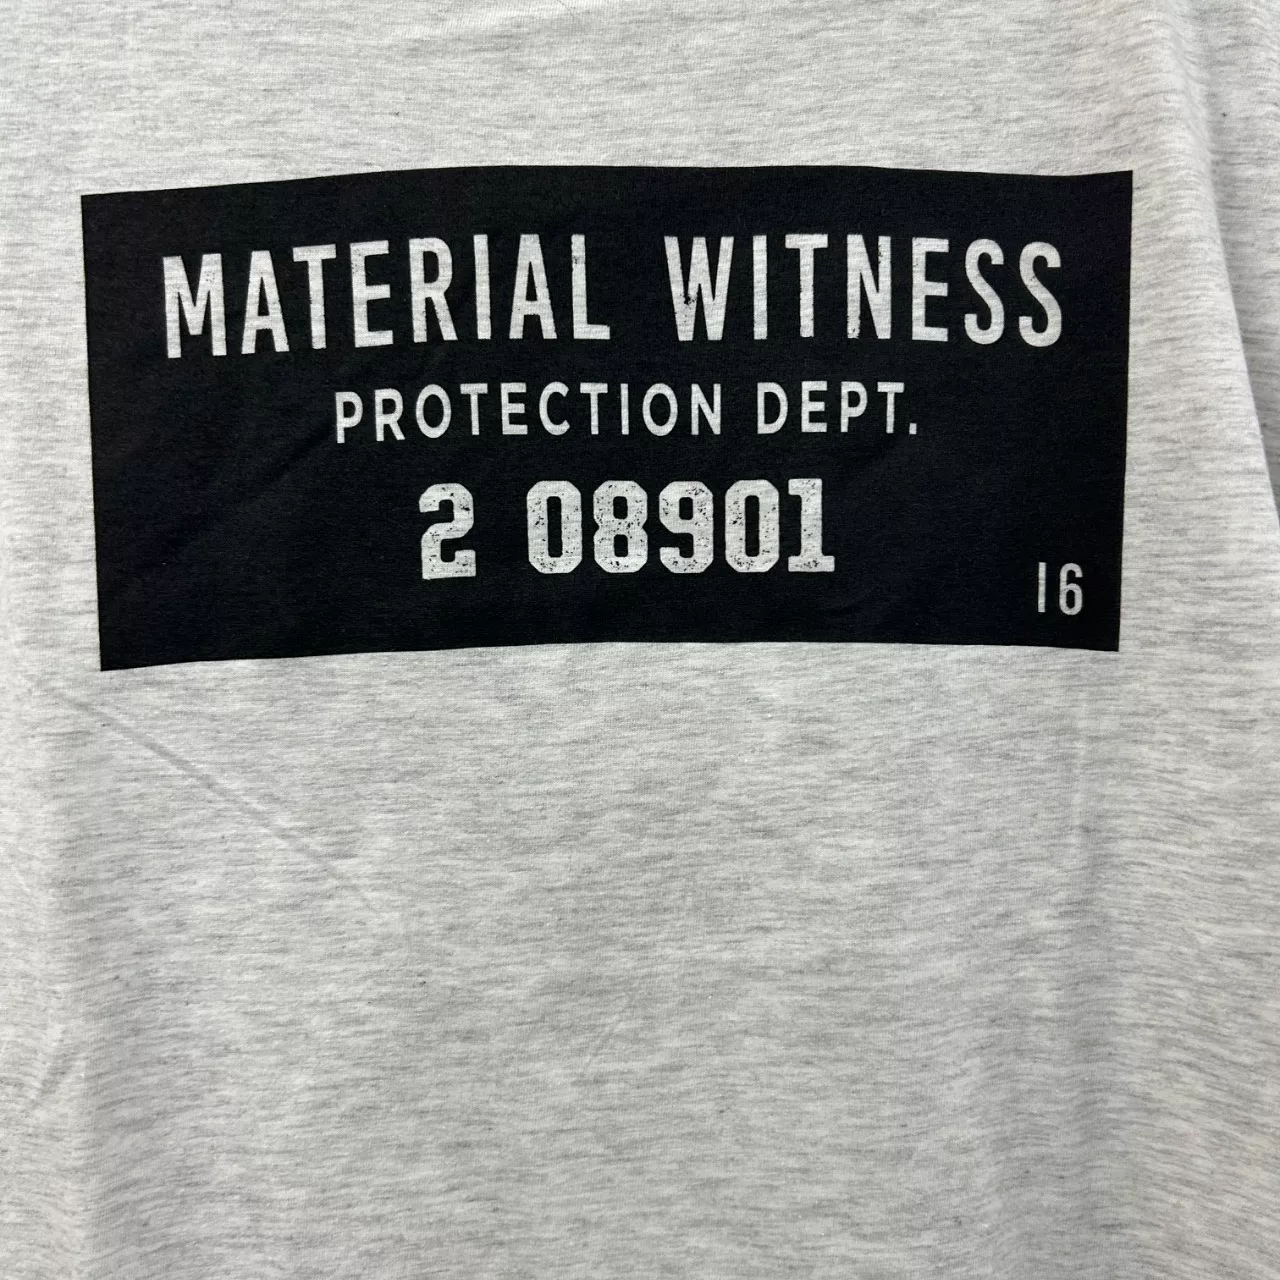 MATERIAL WITNESS
PROTECTION DEPT.
2 08901
16